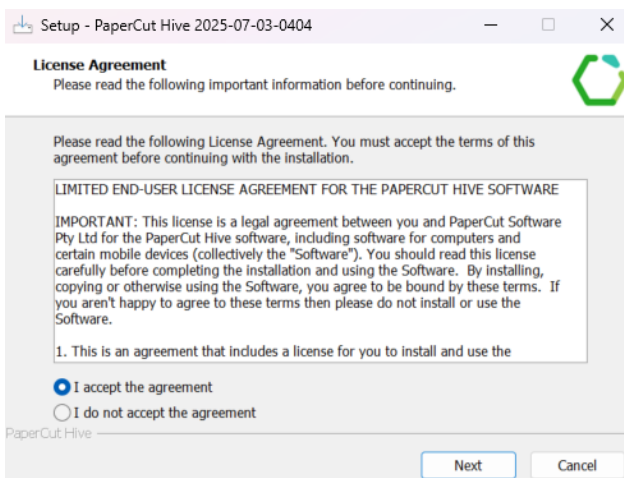 Setup - PaperCut Hive 2025-07-03-0404
License Agreement
Please read the following important information before continuing.
Please read the following License Agreement. You must accept the terms of this
agreement before continuing with the installation.
LIMITED END-USER LICENSE AGREEMENT FOR THE PAPERCUT HIVE SOFTWARE
IMPORTANT: This license is a legal agreement between you and PaperCut Software
Pty Ltd for the PaperCut Hive software, including software for computers and
certain mobile devices (collectively the "Software"). You should read this license
carefully before completing the installation and using the Software.  By installing,
copying or otherwise using the Software, you agree to be bound by these terms.  If
you aren't happy to agree to these terms then please do not install or use the
Software.
1. This is an agreement that includes a license for you to install and use the
I accept the agreement
I do not accept the agreement
PaperCut Hive
Next
Cancel